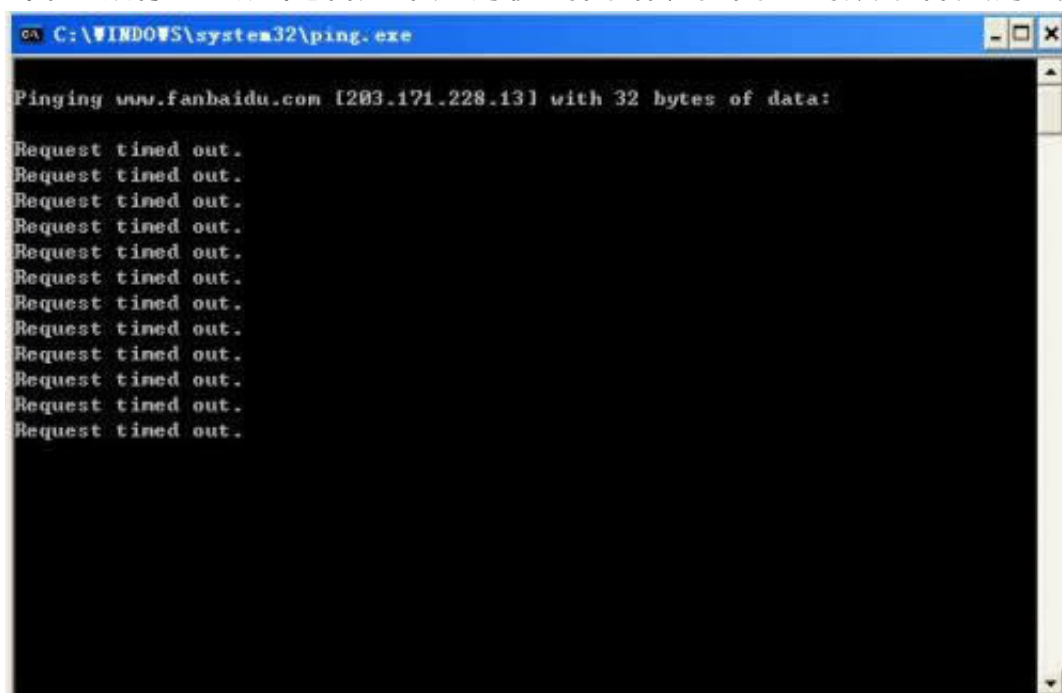 C:\WINDOWS\system32\ping.exe
Pinging www.fanbaidu.com [203.171.228.13] with 32 bytes of data:
Request timed out.
Request timed out.
Request timed out.
Request timed out.
Request timed out.
Request timed out.
Request timed out.
Request timed out.
Request timed out.
Request timed out.
Request timed out.
Request timed out.